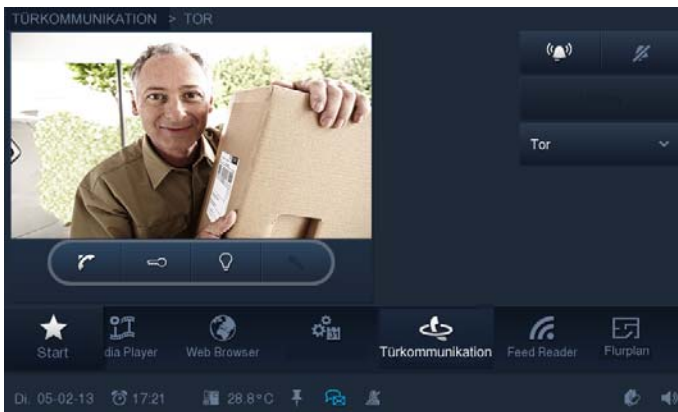 TÜRKOMMUNIKATION > TOR
Tor
Start
dia Player
Web Browser
Türkommunikation
Feed Reader
Flurplan
Di. 05-02-13 17:21 28.8°C